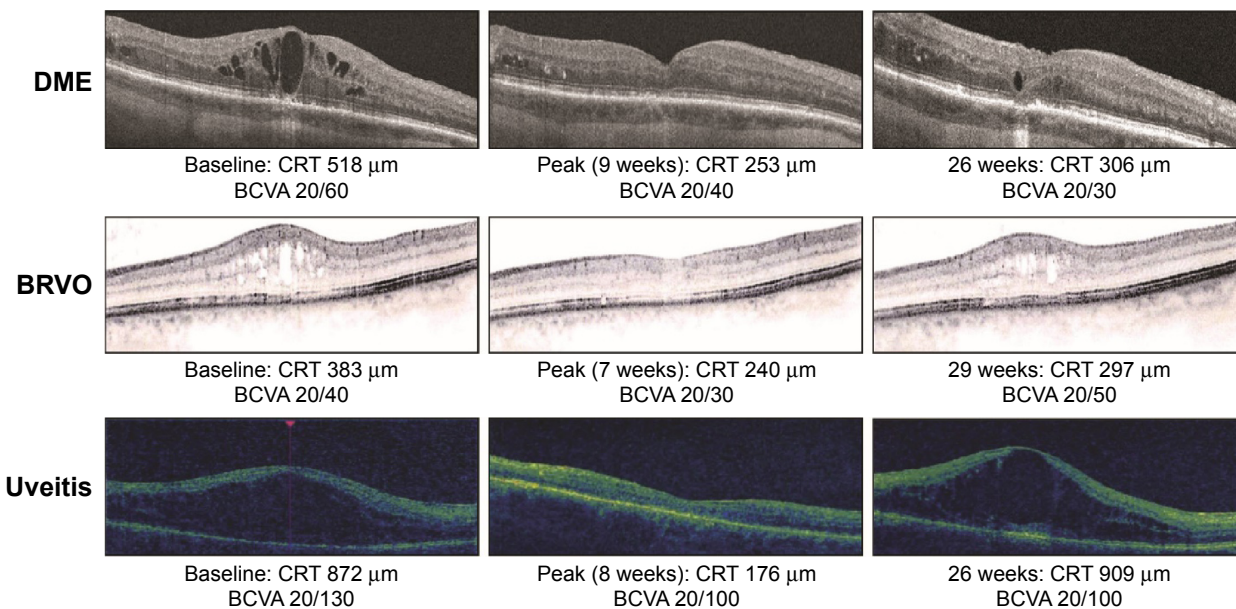 DME
Baseline: CRT 518 μm
BCVA 20/60
Peak (9 weeks): CRT 253 μm
BCVA 20/40
26 weeks: CRT 306 μm
BCVA 20/30
BRVO
Baseline: CRT 383 μm
BCVA 20/40
Peak (7 weeks): CRT 240 μm
BCVA 20/30
29 weeks: CRT 297 μm
BCVA 20/50
Uveitis
Baseline: CRT 872 μm
BCVA 20/130
Peak (8 weeks): CRT 176 μm
BCVA 20/100
26 weeks: CRT 909 μm
BCVA 20/100